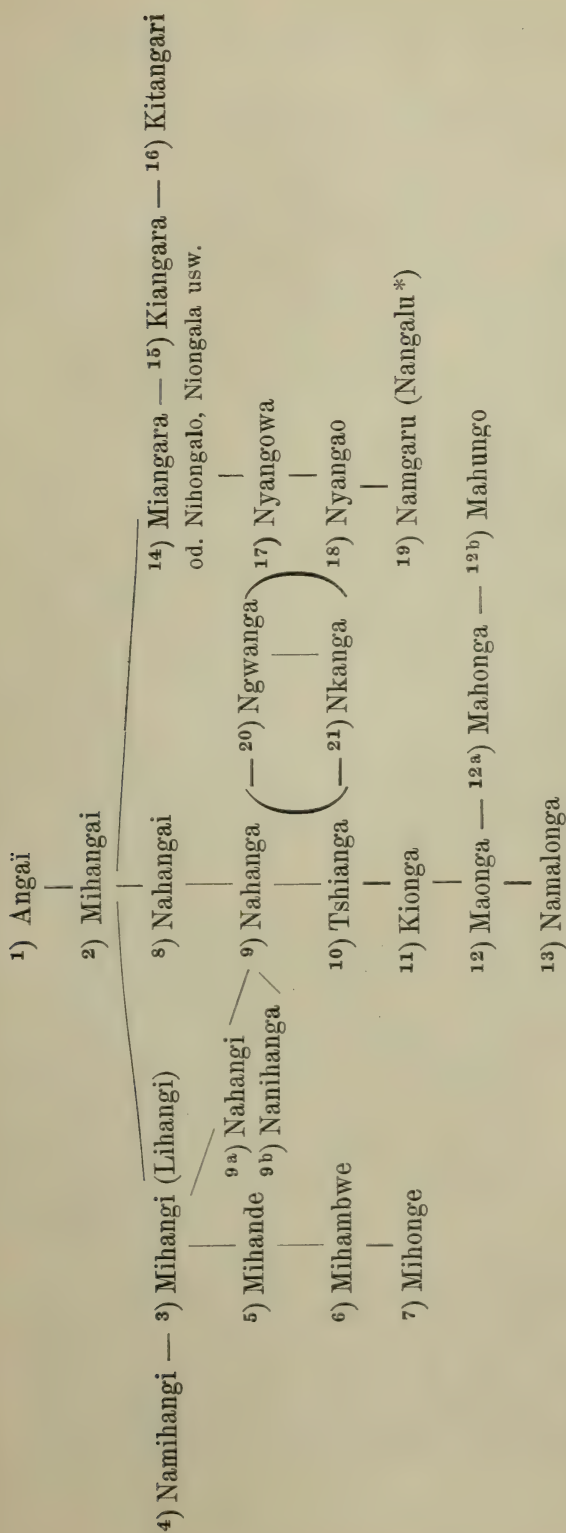 1) Angaï
2) Mihangai
4) Namihangi — 3) Mihangi (Lihangi)
8) Nahangai
14) Miangara — 15) Kiangara — 16) Kitangari
od. Nihongalo, Niongala usw.
9a) Nahangi
5) Mihande
9b) Nanihanga
9) Nahanga (— 20) Ngwanga)
17) Nyangowa
6) Mihambwe
10) Tshianga (— 21) Nkanga)
18) Nyangao
7) Mihonge
11) Kionga
19) Namgaru (Nangalu *)
12) Maonga — 12a) Mahonga — 12b) Mahungo
13) Namalonga